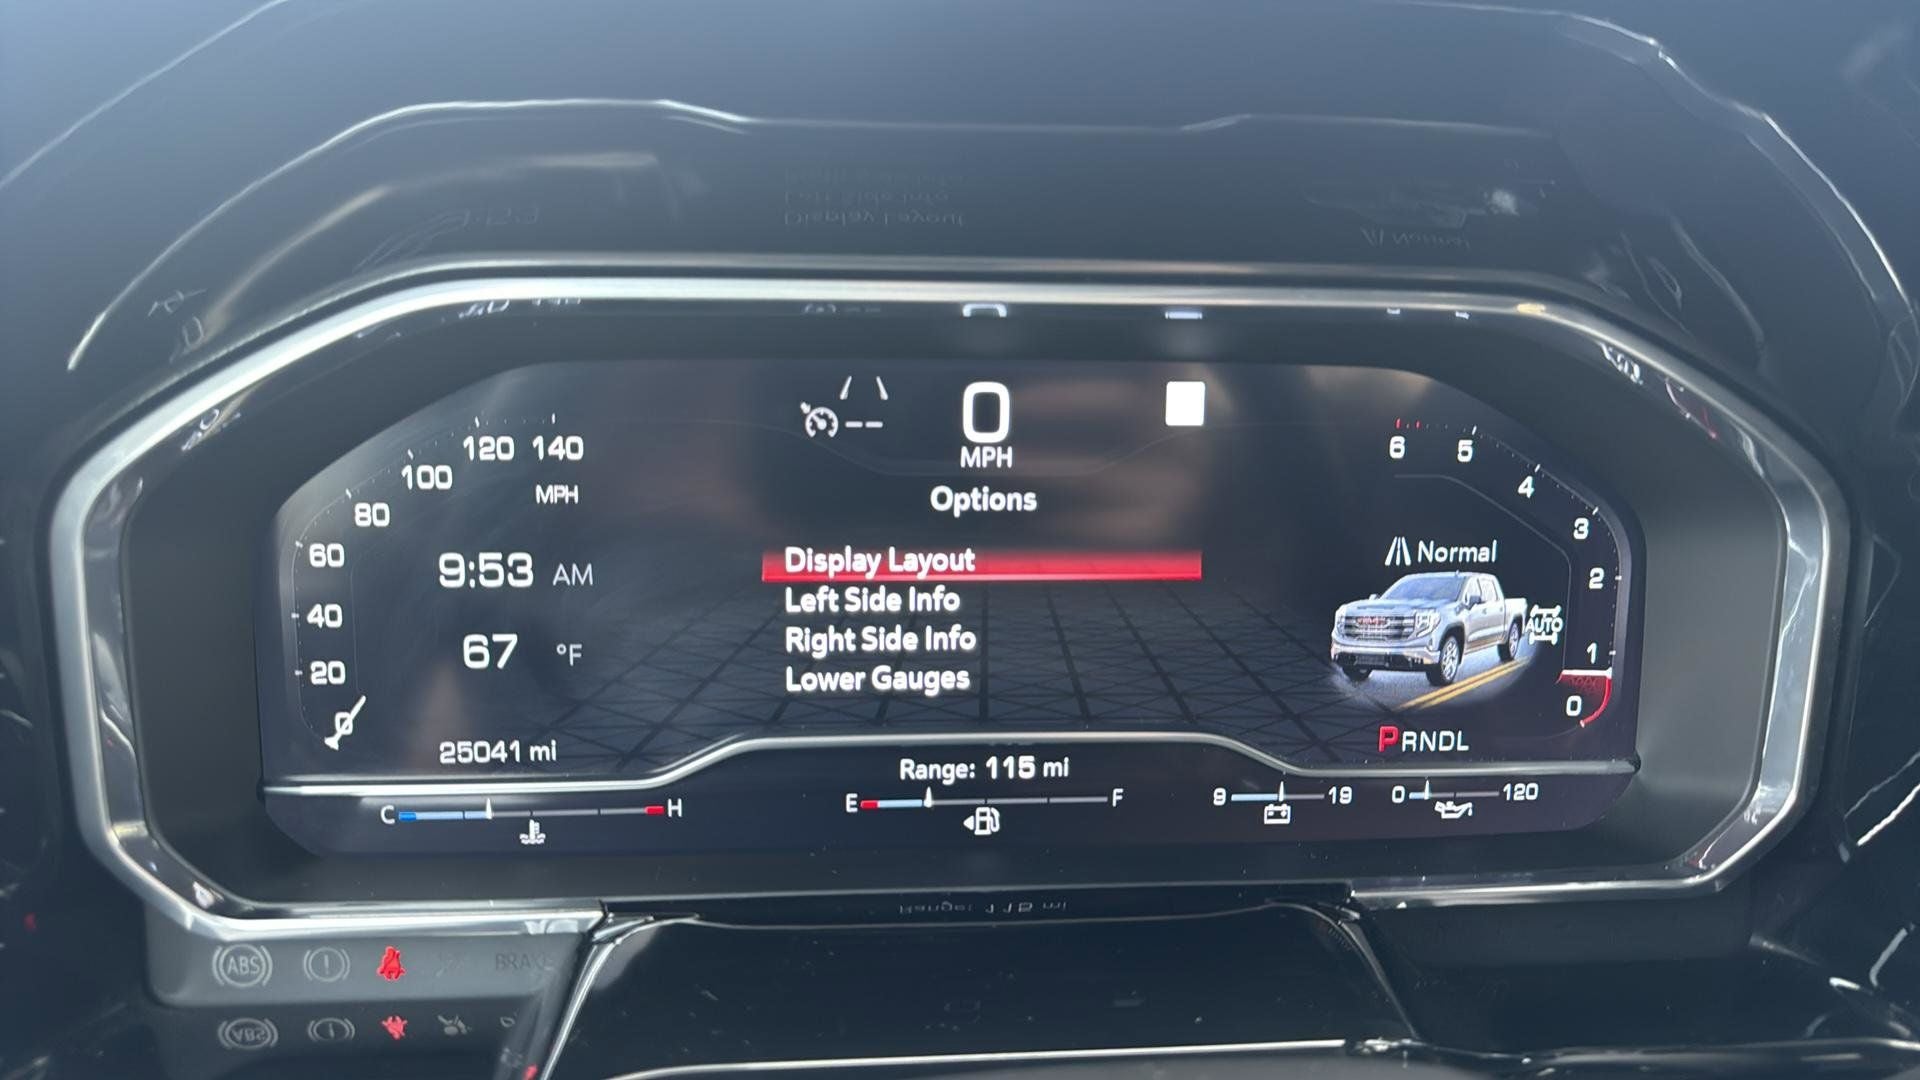 0
MPH
Options
Display Layout
Left Side Info
Right Side Info
Lower Gauges
140
120
100
80
60
40
20
0
MPH
9:53 AM
67 °F
25041 mi
6
5
4
3
2
1
0
Normal
AUTO
PRNDL
Range: 115 mi
C H
E F
9 19
0 120
ABS
BRAKE